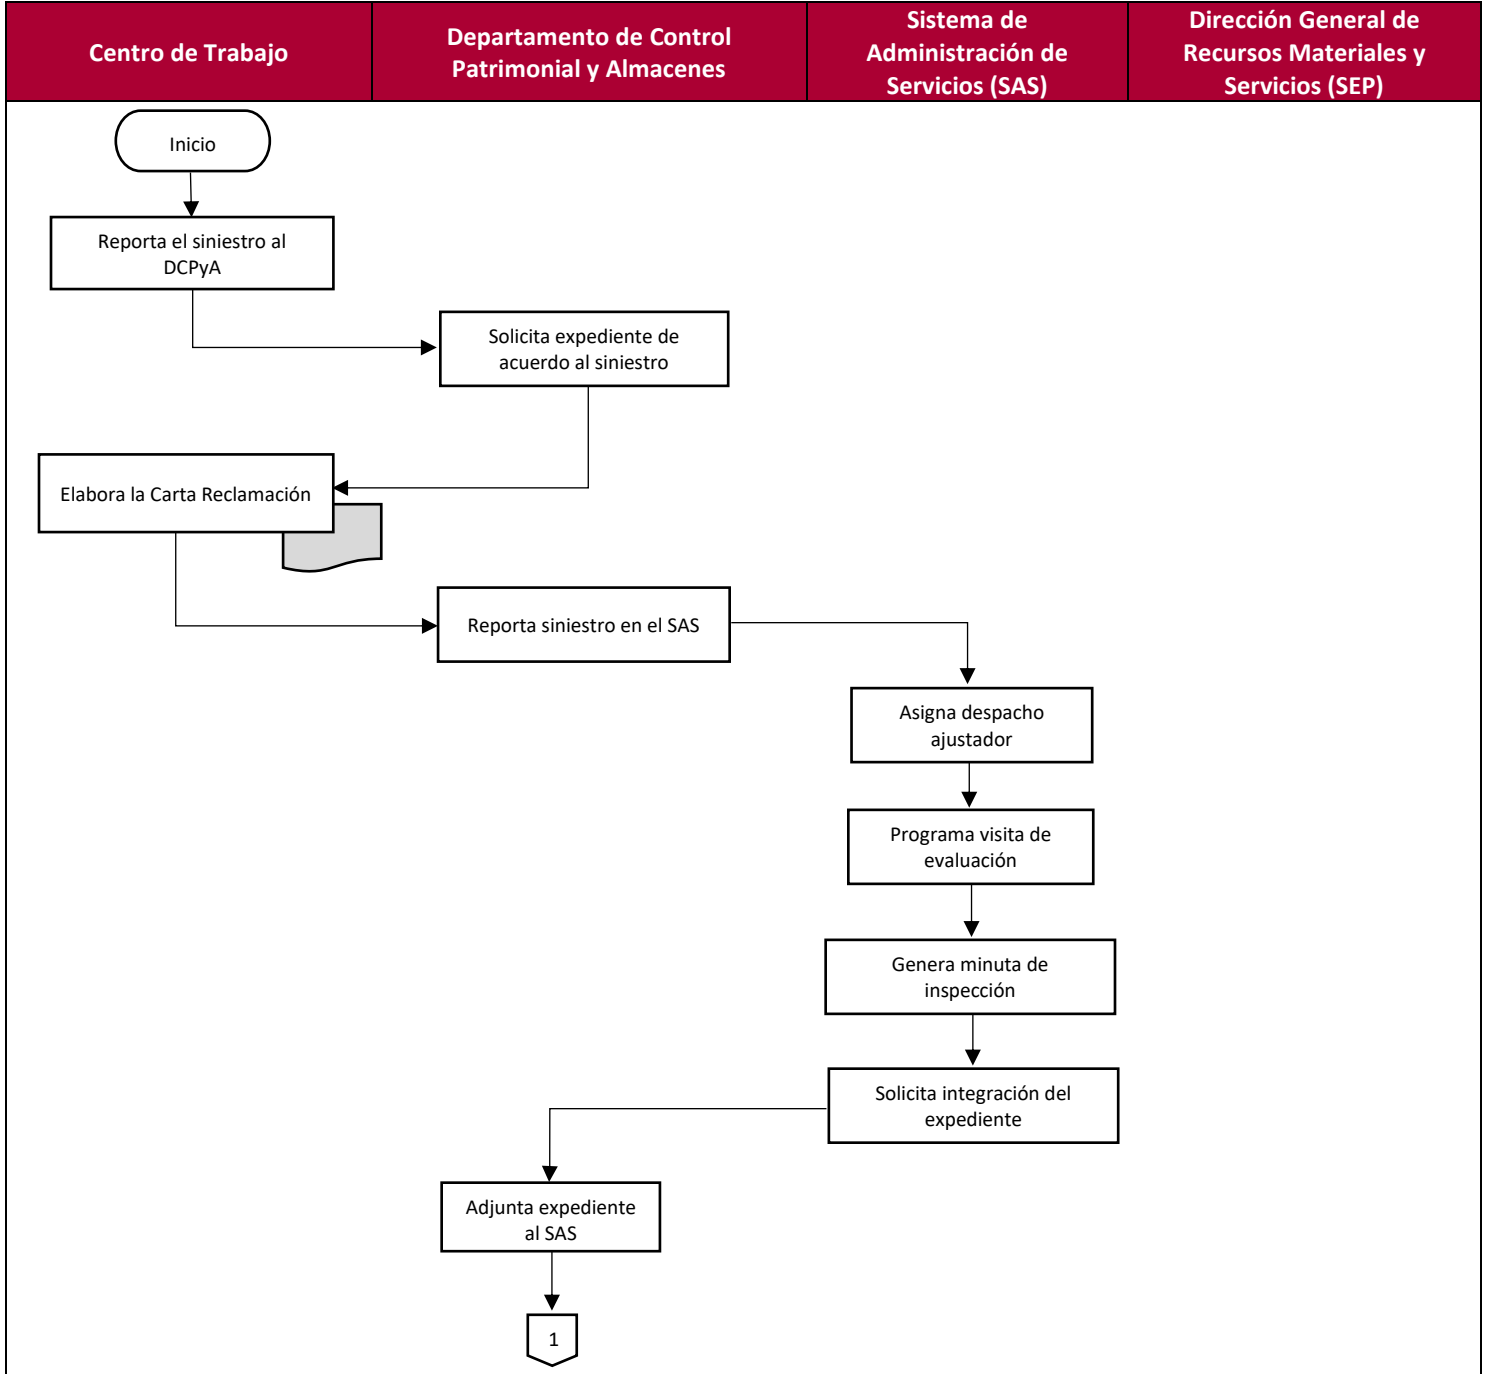 Centro de Trabajo
Departamento de Control
Patrimonial y Almacenes
Sistema de
Administración de
Servicios (SAS)
Dirección General de
Recursos Materiales y
Servicios (SEP)
Inicio
Reporta el siniestro al
DCPyA
Solicita expediente de
acuerdo al siniestro
Elabora la Carta Reclamación
Reporta siniestro en el SAS
Asigna despacho
ajustador
Programa visita de
evaluación
Genera minuta de
inspección
Solicita integración del
expediente
Adjunta expediente
al SAS
1